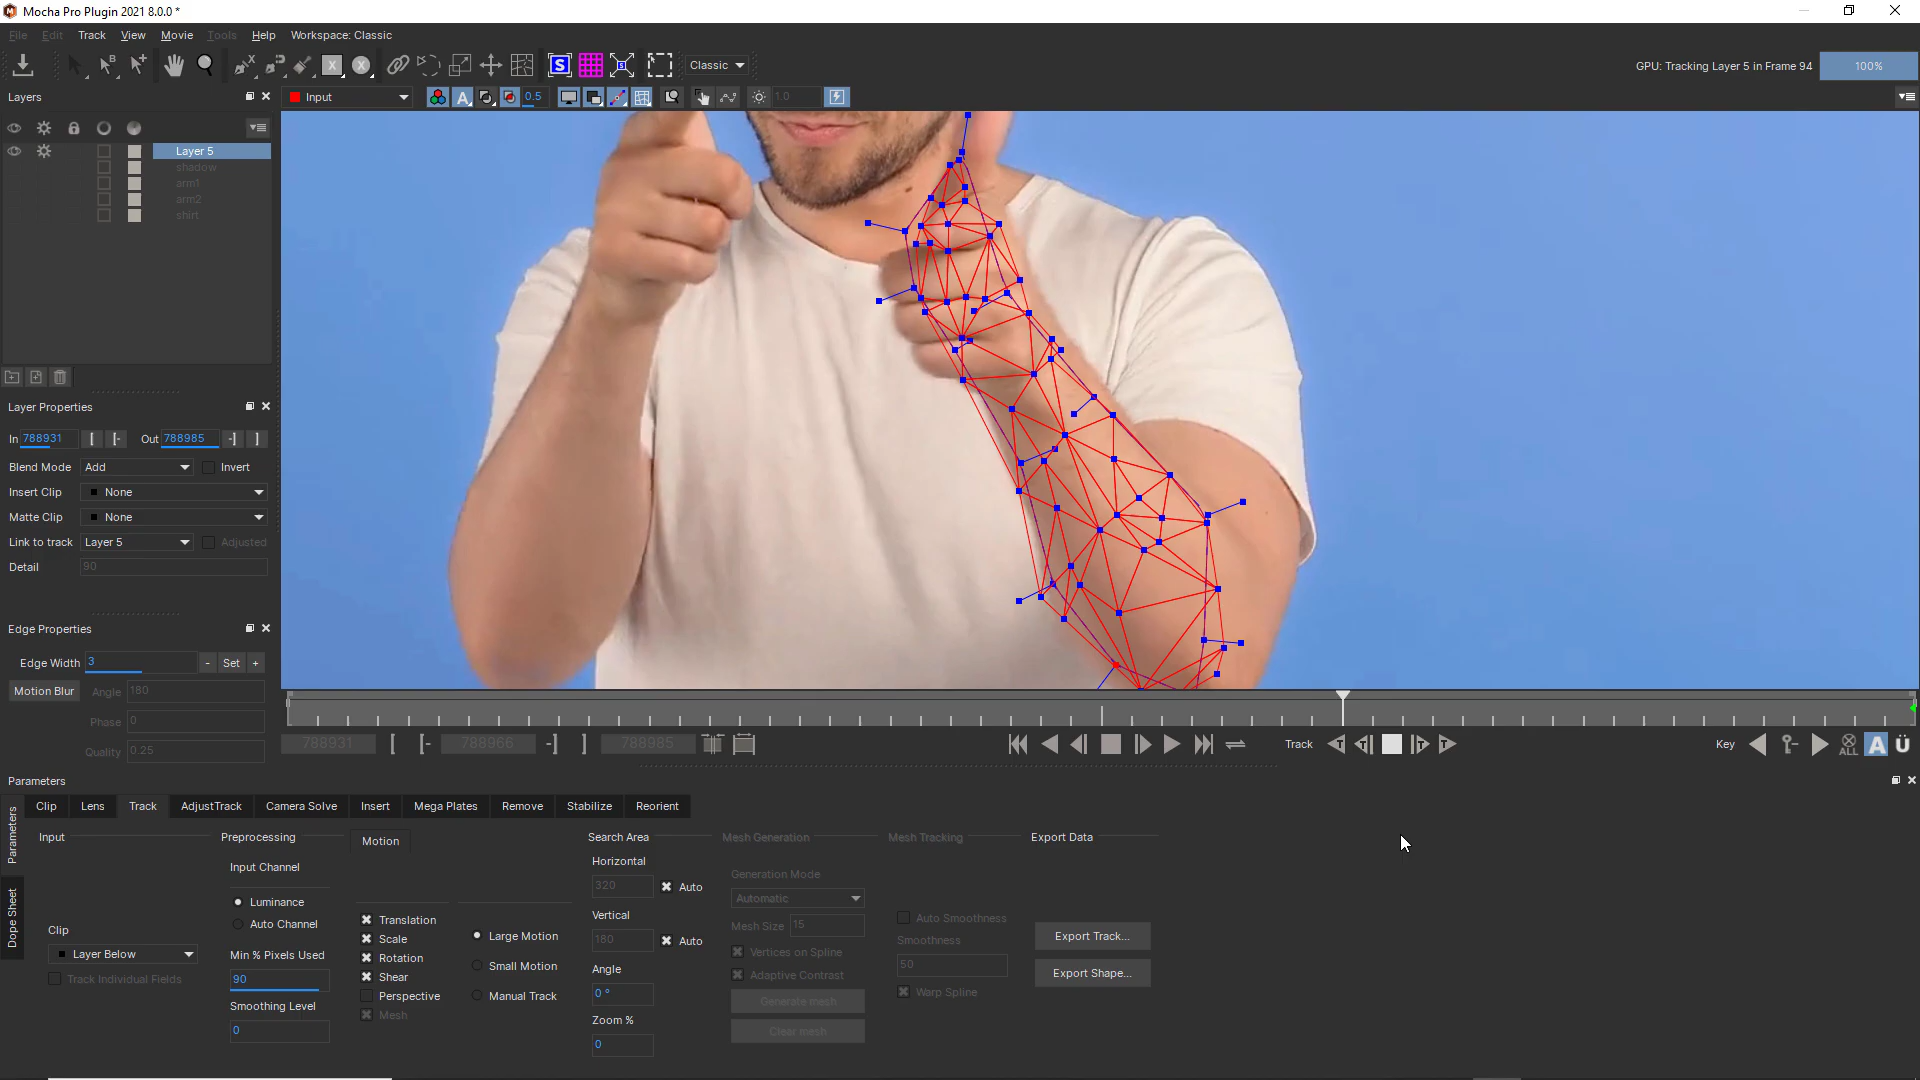 Mocha Pro Plugin 2021 8.0.0 *
File Edit Track View Movie Tools Help Workspace: Classic
Classic
GPU: Tracking Layer 5 in Frame 94 100%
Layers
Input
A 0.5 1.0
Layer 5
shadow
arm1
arm2
shirt
Layer Properties
In 788931 Out 788985
Blend Mode Add Invert
Insert Clip None
Matte Clip None
Link to track Layer 5 Adjusted
Detail 90
Edge Properties
Edge Width 3 - Set +
Motion Blur Angle 180
Phase 0
Quality 0.25
788931 788966 788985 Track Key ALL A Ü
Parameters
Clip Lens Track AdjustTrack Camera Solve Insert Mega Plates Remove Stabilize Reorient
Parameters
Dope Sheet
Input
Clip
Layer Below
Track Individual Fields
Preprocessing
Input Channel
Luminance
Auto Channel
Min % Pixels Used
90
Smoothing Level
0
Motion
Translation
Scale
Rotation
Shear
Perspective
Mesh
Large Motion
Small Motion
Manual Track
Search Area
Horizontal
320 Auto
Vertical
180 Auto
Angle
0 °
Zoom %
0
Mesh Generation
Generation Mode
Automatic
Mesh Size 15
Vertices on Spline
Adaptive Contrast
Generate mesh
Clear mesh
Mesh Tracking
Auto Smoothness
Smoothness
50
Warp Spline
Export Data
Export Track...
Export Shape...